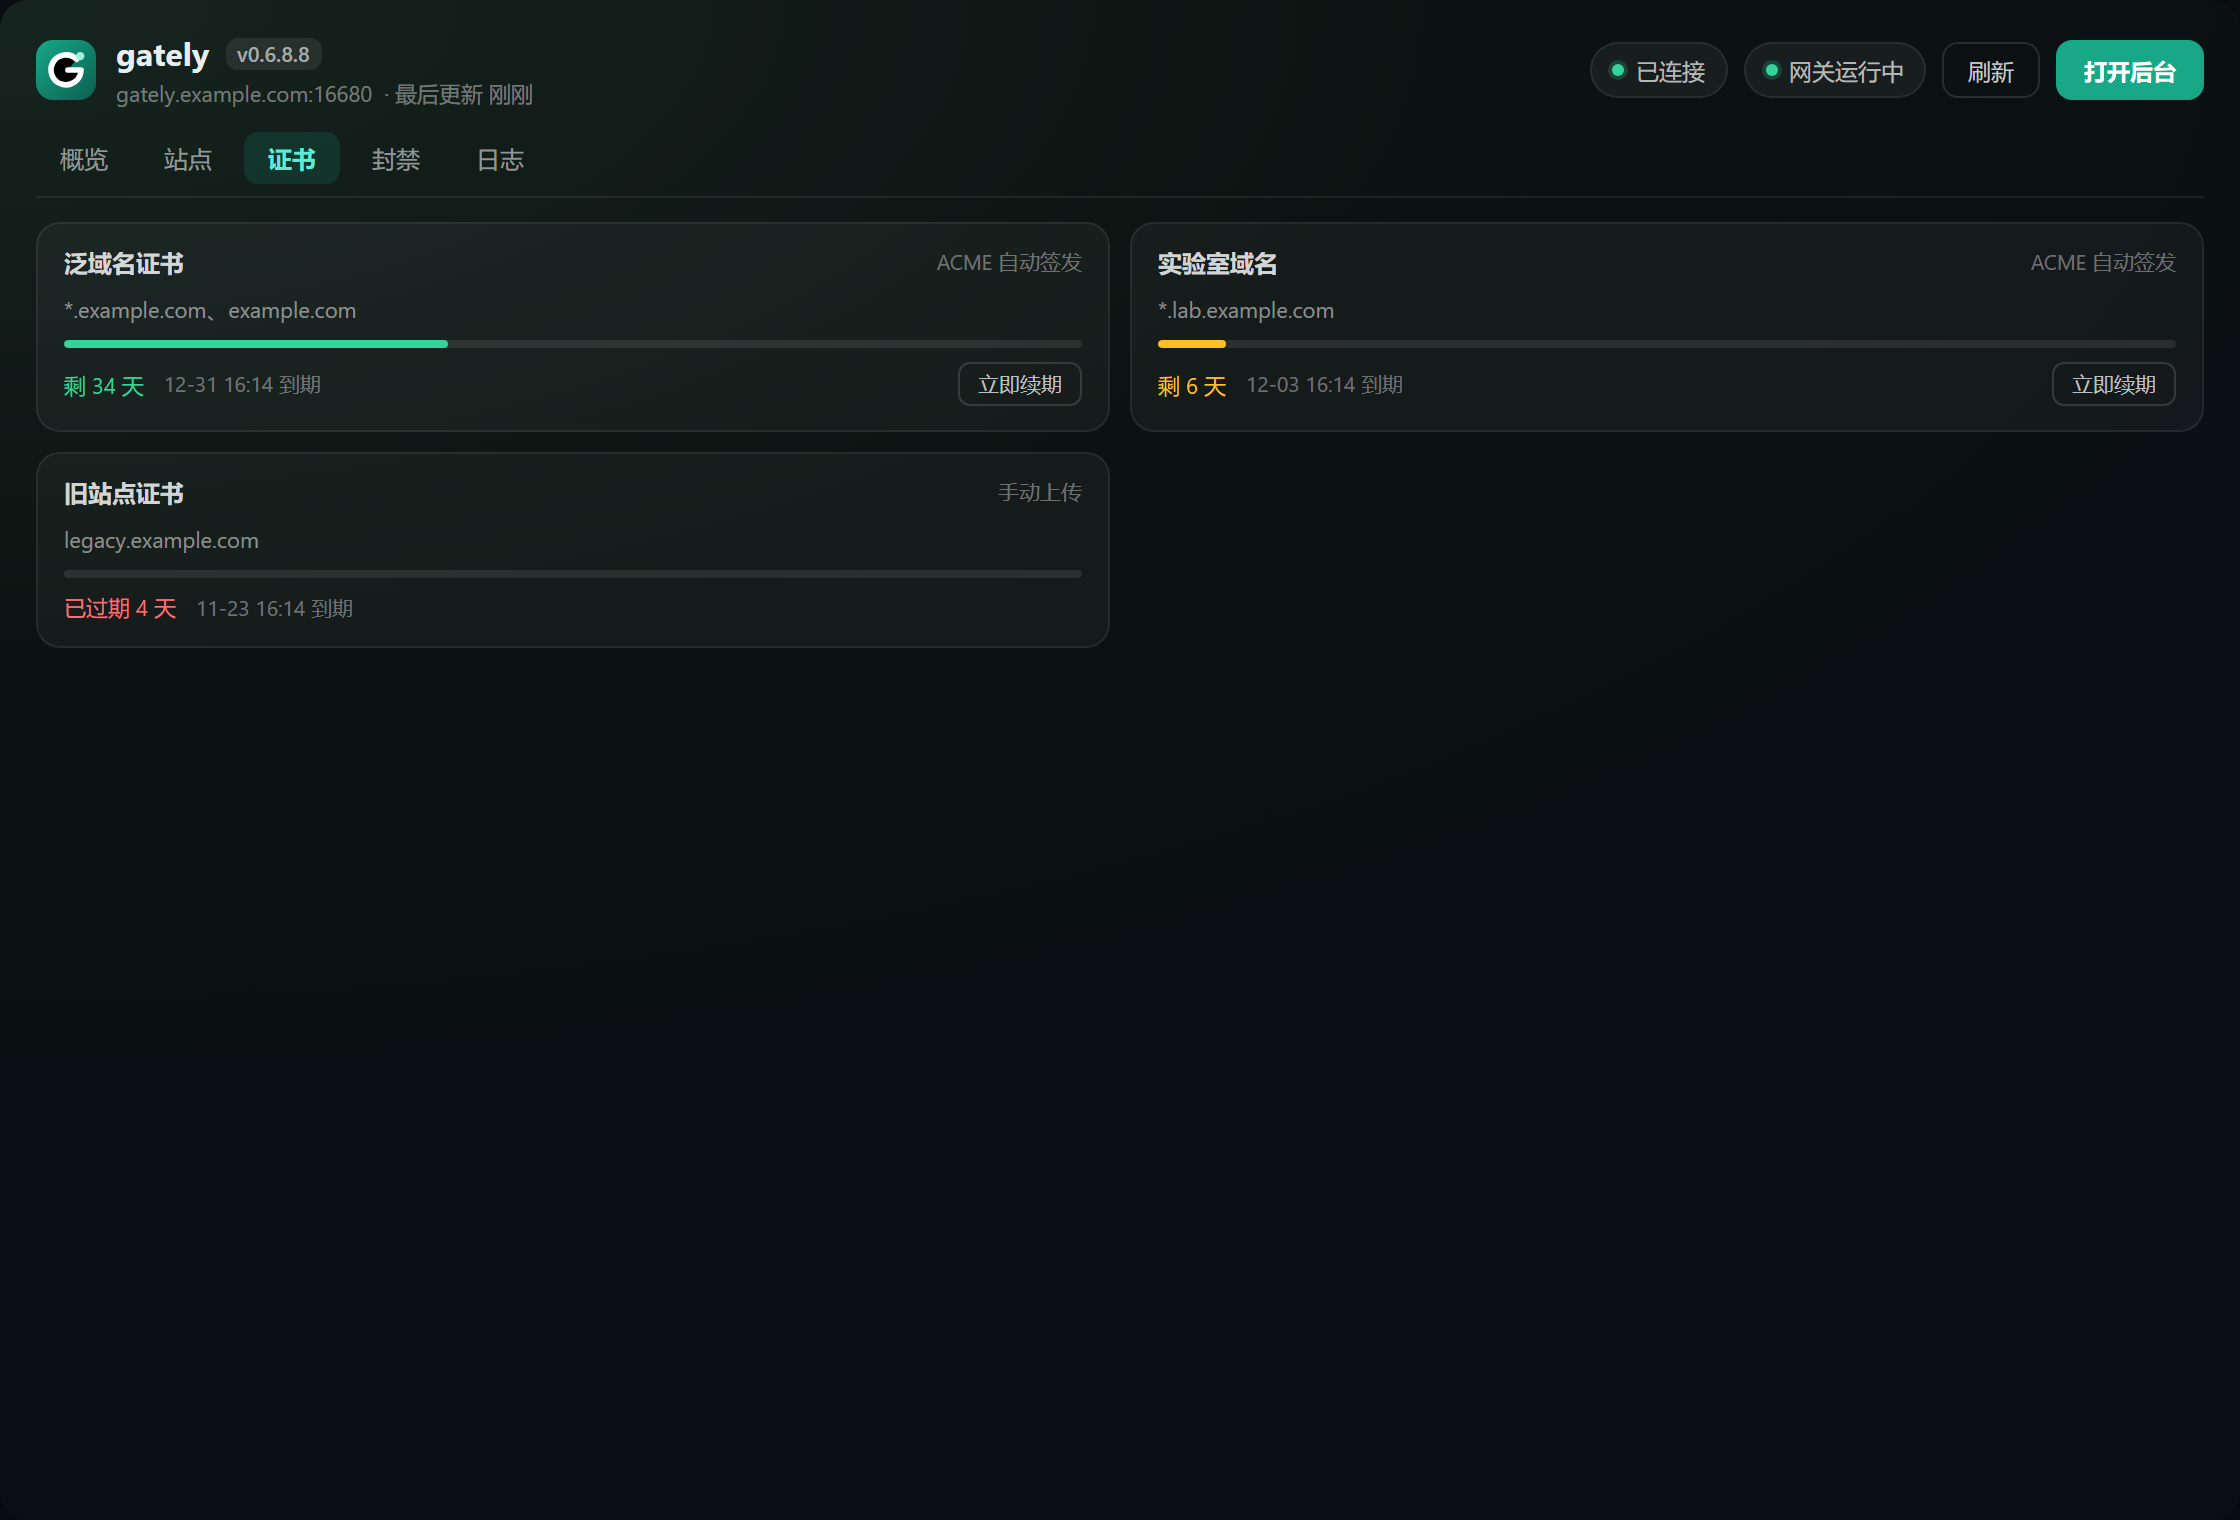 gately v0.6.8.8
gately.example.com:16680 · 最后更新 刚刚
已连接
网关运行中
刷新
打开后台
概览 站点 证书 封禁 日志
泛域名证书 ACME 自动签发
*.example.com、example.com
剩 34 天 12-31 16:14 到期 立即续期
实验室域名 ACME 自动签发
*.lab.example.com
剩 6 天 12-03 16:14 到期 立即续期
旧站点证书 手动上传
legacy.example.com
已过期 4 天 11-23 16:14 到期